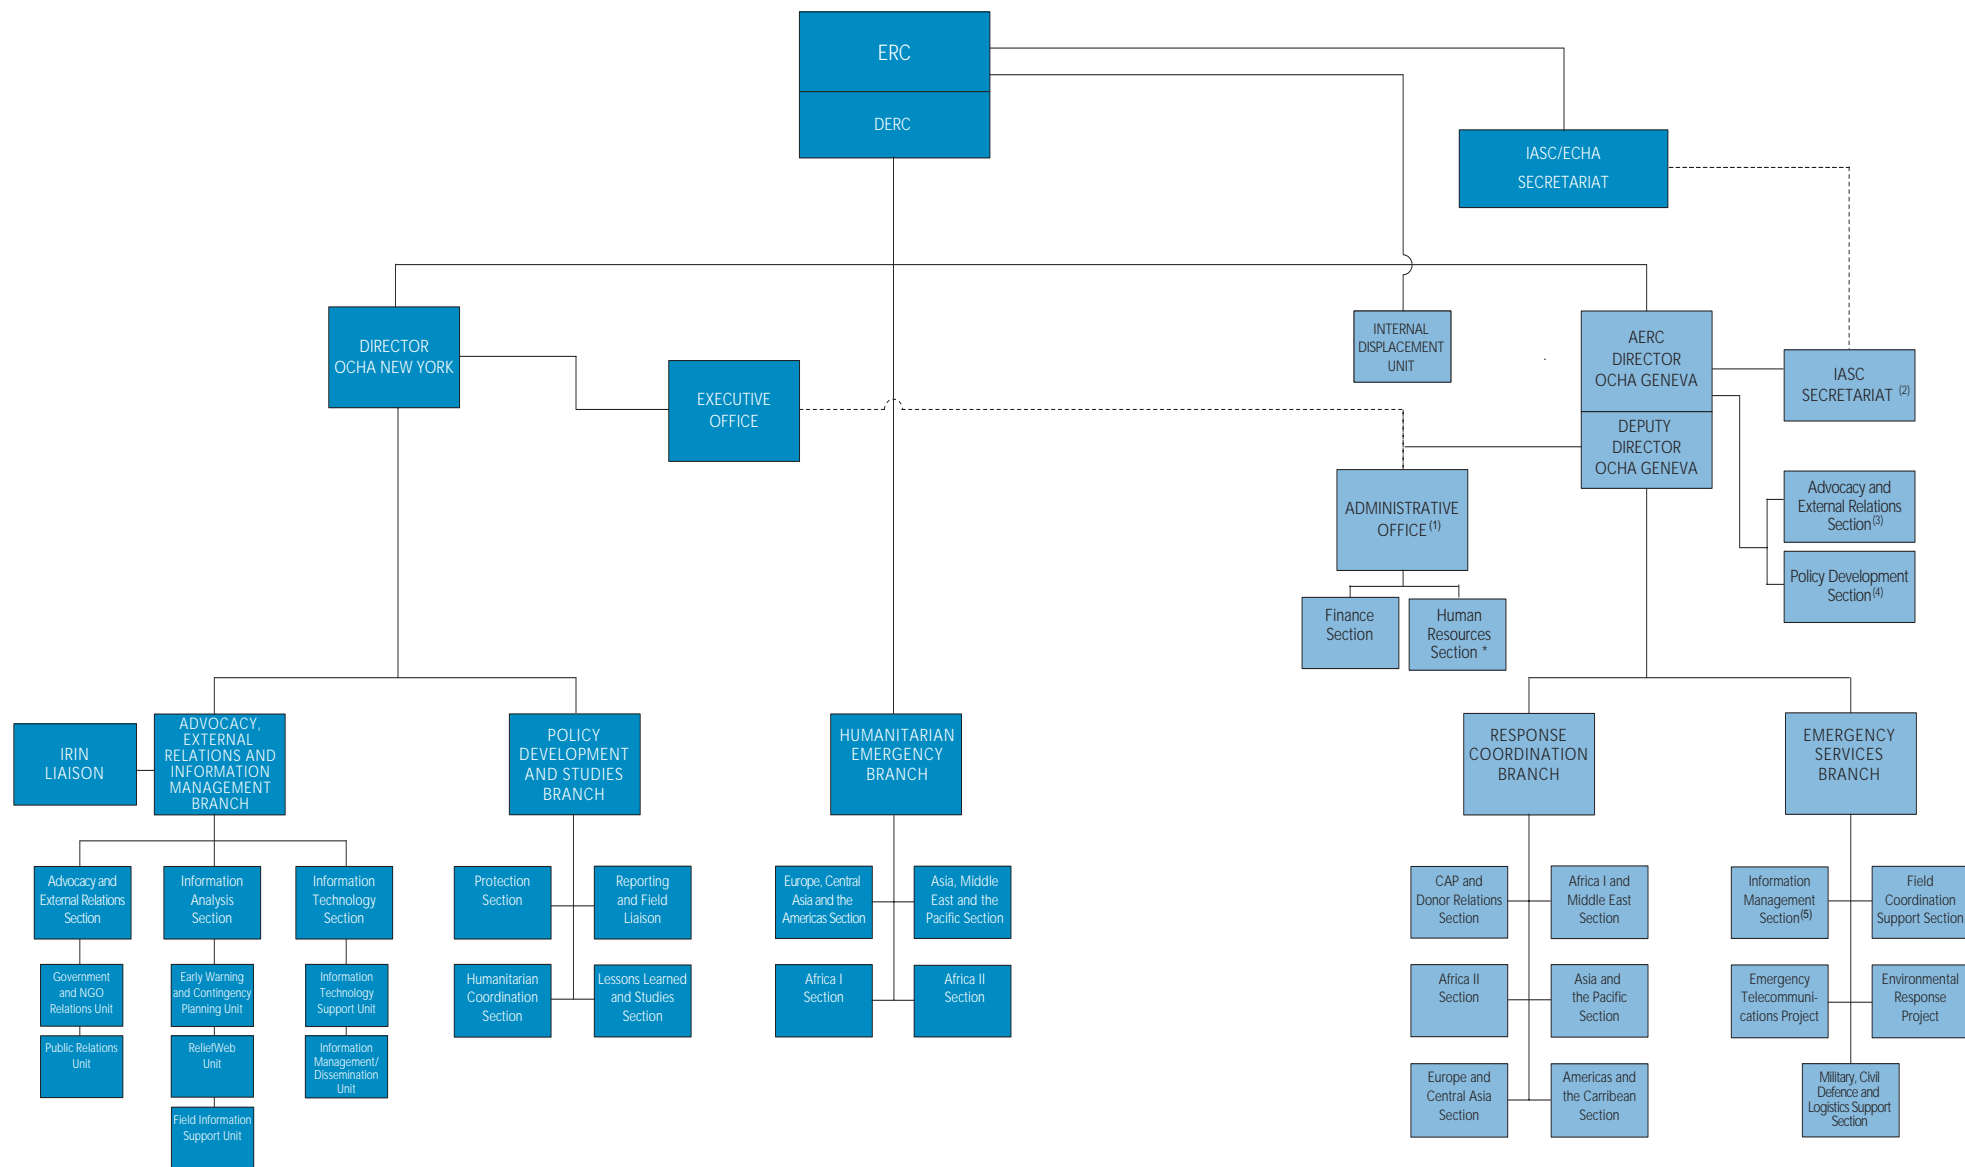 ERC
DERC
IASC/ECHA
SECRETARIAT
DIRECTOR
OCHA NEW YORK
EXECUTIVE
OFFICE
INTERNAL
DISPLACEMENT
UNIT
AERC
DIRECTOR
OCHA GENEVA
DEPUTY
DIRECTOR
OCHA GENEVA
IASC
SECRETARIAT (2)
ADMINISTRATIVE
OFFICE (1)
Advocacy and
External Relations
Section (3)
Policy Development
Section (4)
Finance
Section
Human
Resources
Section *
IRIN
LIAISON
ADVOCACY,
EXTERNAL
RELATIONS AND
INFORMATION
MANAGEMENT
BRANCH
POLICY
DEVELOPMENT
AND STUDIES
BRANCH
HUMANITARIAN
EMERGENCY
BRANCH
RESPONSE
COORDINATION
BRANCH
EMERGENCY
SERVICES
BRANCH
Advocacy and
External Relations
Section
Information
Analysis
Section
Information
Technology
Section
Government
and NGO
Relations Unit
Early Warning
and Contingency
Planning Unit
Information
Technology
Support Unit
Public Relations
Unit
ReliefWeb
Unit
Information
Management/
Dissemination
Unit
Field Information
Support Unit
Protection
Section
Reporting
and Field
Liaison
Humanitarian
Coordination
Section
Lessons Learned
and Studies
Section
Europe, Central
Asia and the
Americas Section
Asia, Middle
East and the
Pacific Section
Africa I
Section
Africa II
Section
CAP and
Donor Relations
Section
Africa I and
Middle East
Section
Africa II
Section
Asia and
the Pacific
Section
Europe and
Central Asia
Section
Americas and
the Carribean
Section
Information
Management
Section (5)
Field
Coordination
Support Section
Emergency
Telecommuni-
cations Project
Environmental
Response
Project
Military, Civil
Defence and
Logistics Support
Section